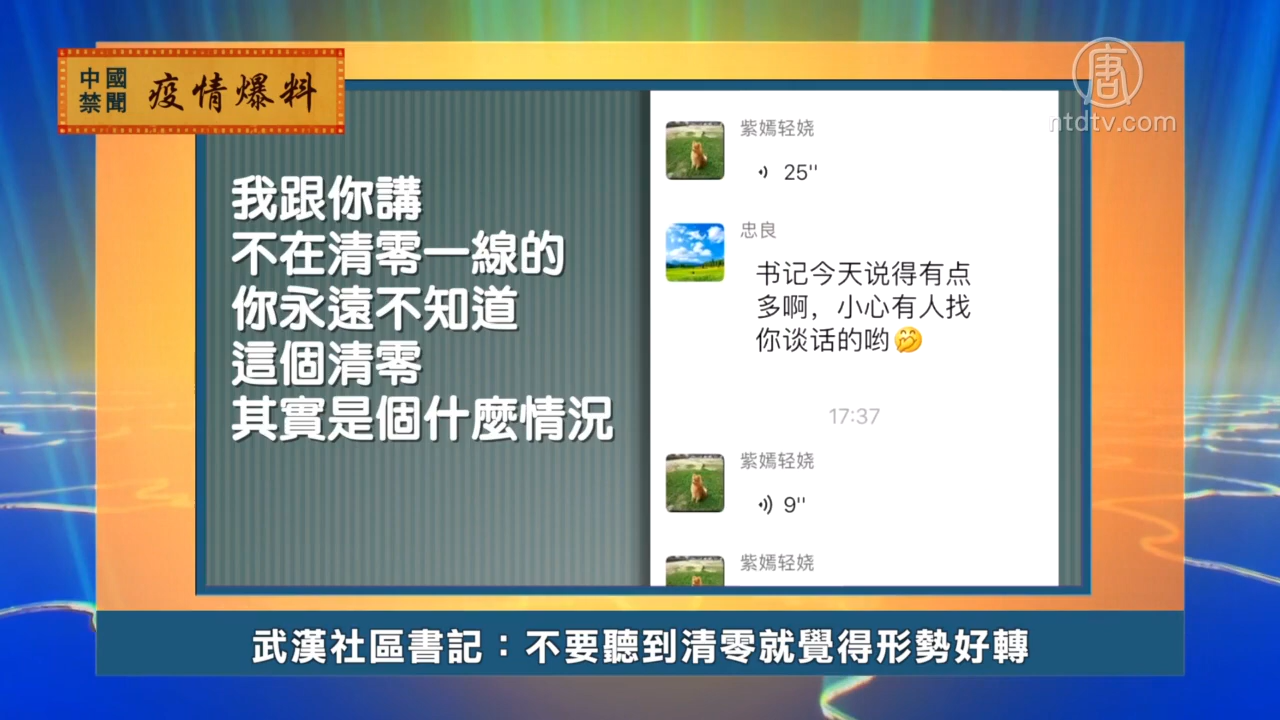 中國
禁聞
疫情爆料
唐
ntdtv.com
我跟你講
不在清零一線的
你永遠不知道
這個清零
其實是個什麼情況
紫嫣轻娆
25''
忠良
书记今天说得有点
多啊，小心有人找
你谈话的哟🤭
17:37
紫嫣轻娆
9''
紫嫣轻娆
武漢社區書記：不要聽到清零就覺得形勢好轉